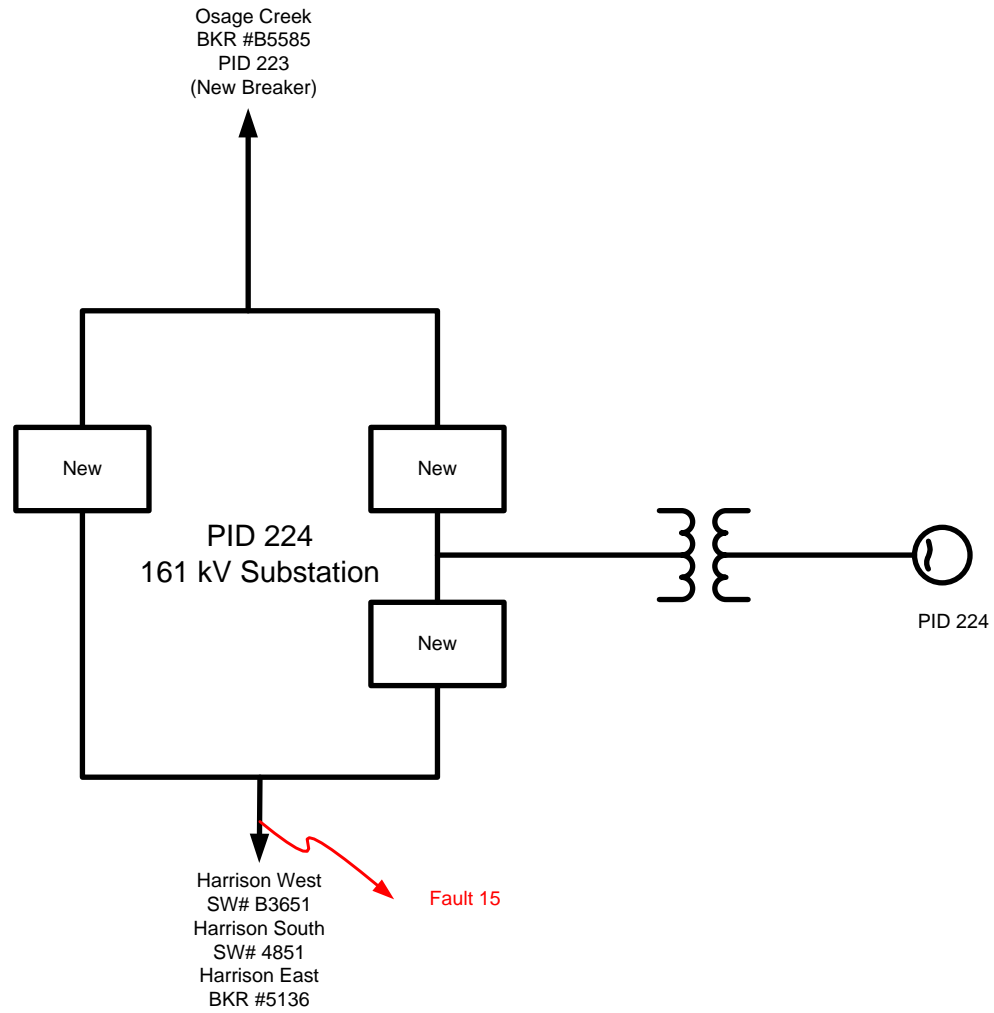 Osage Creek
BKR #B5585
PID 223
(New Breaker)
New
New
PID 224
161 kV Substation
New
PID 224
Fault 15
Harrison West
SW# B3651
Harrison South
SW# 4851
Harrison East
BKR #5136